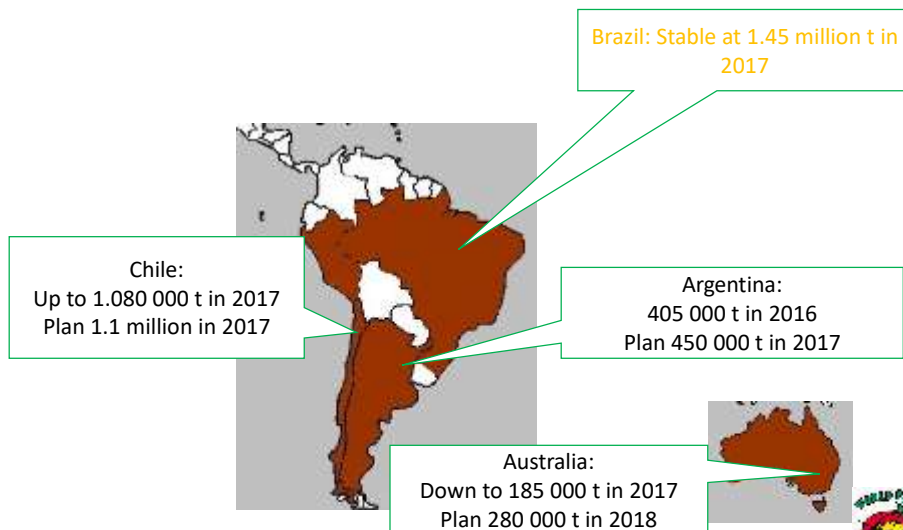 Brazil: Stable at 1.45 million t in
2017
Chile:
Up to 1.080 000 t in 2017
Plan 1.1 million in 2017
Argentina:
405 000 t in 2016
Plan 450 000 t in 2017
Australia:
Down to 185 000 t in 2017
Plan 280 000 t in 2018